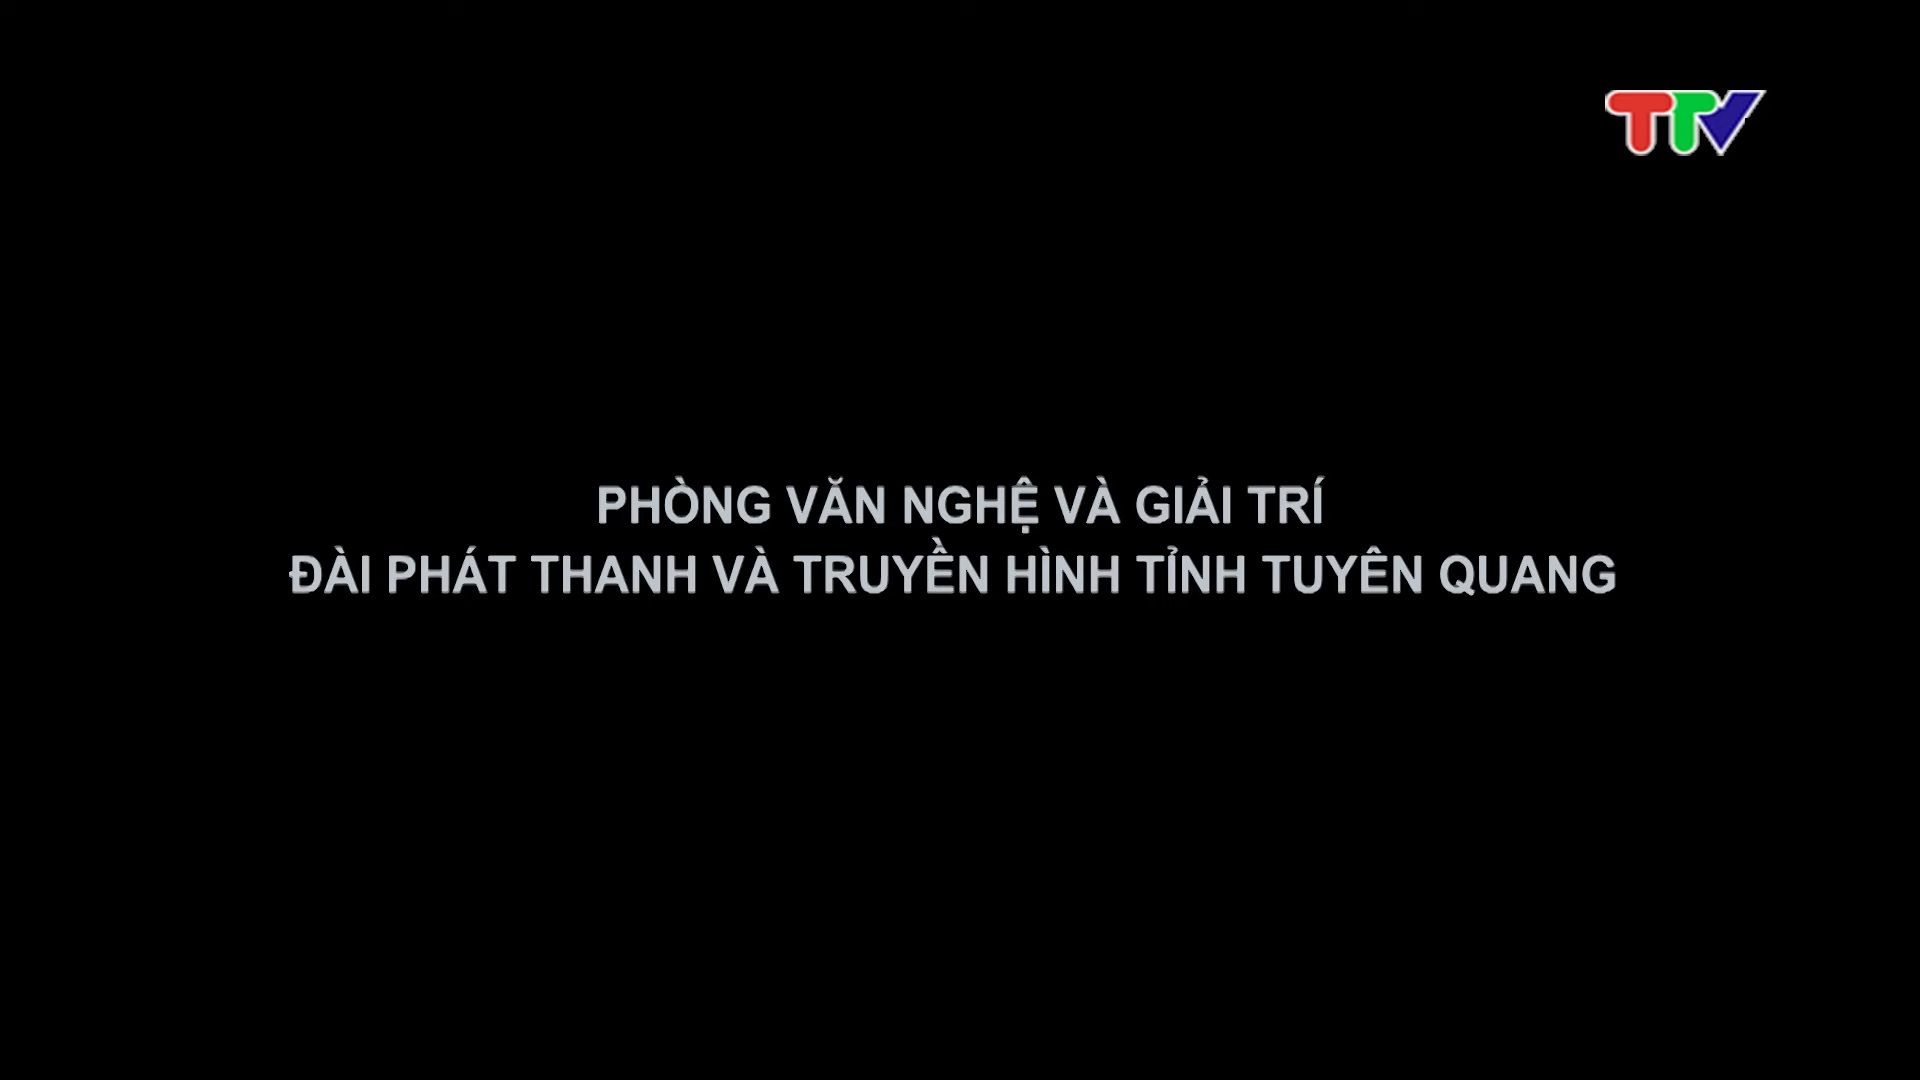 TTV
PHÒNG VĂN NGHỆ VÀ GIẢI TRÍ
ĐÀI PHÁT THANH VÀ TRUYỀN HÌNH TỈNH TUYÊN QUANG